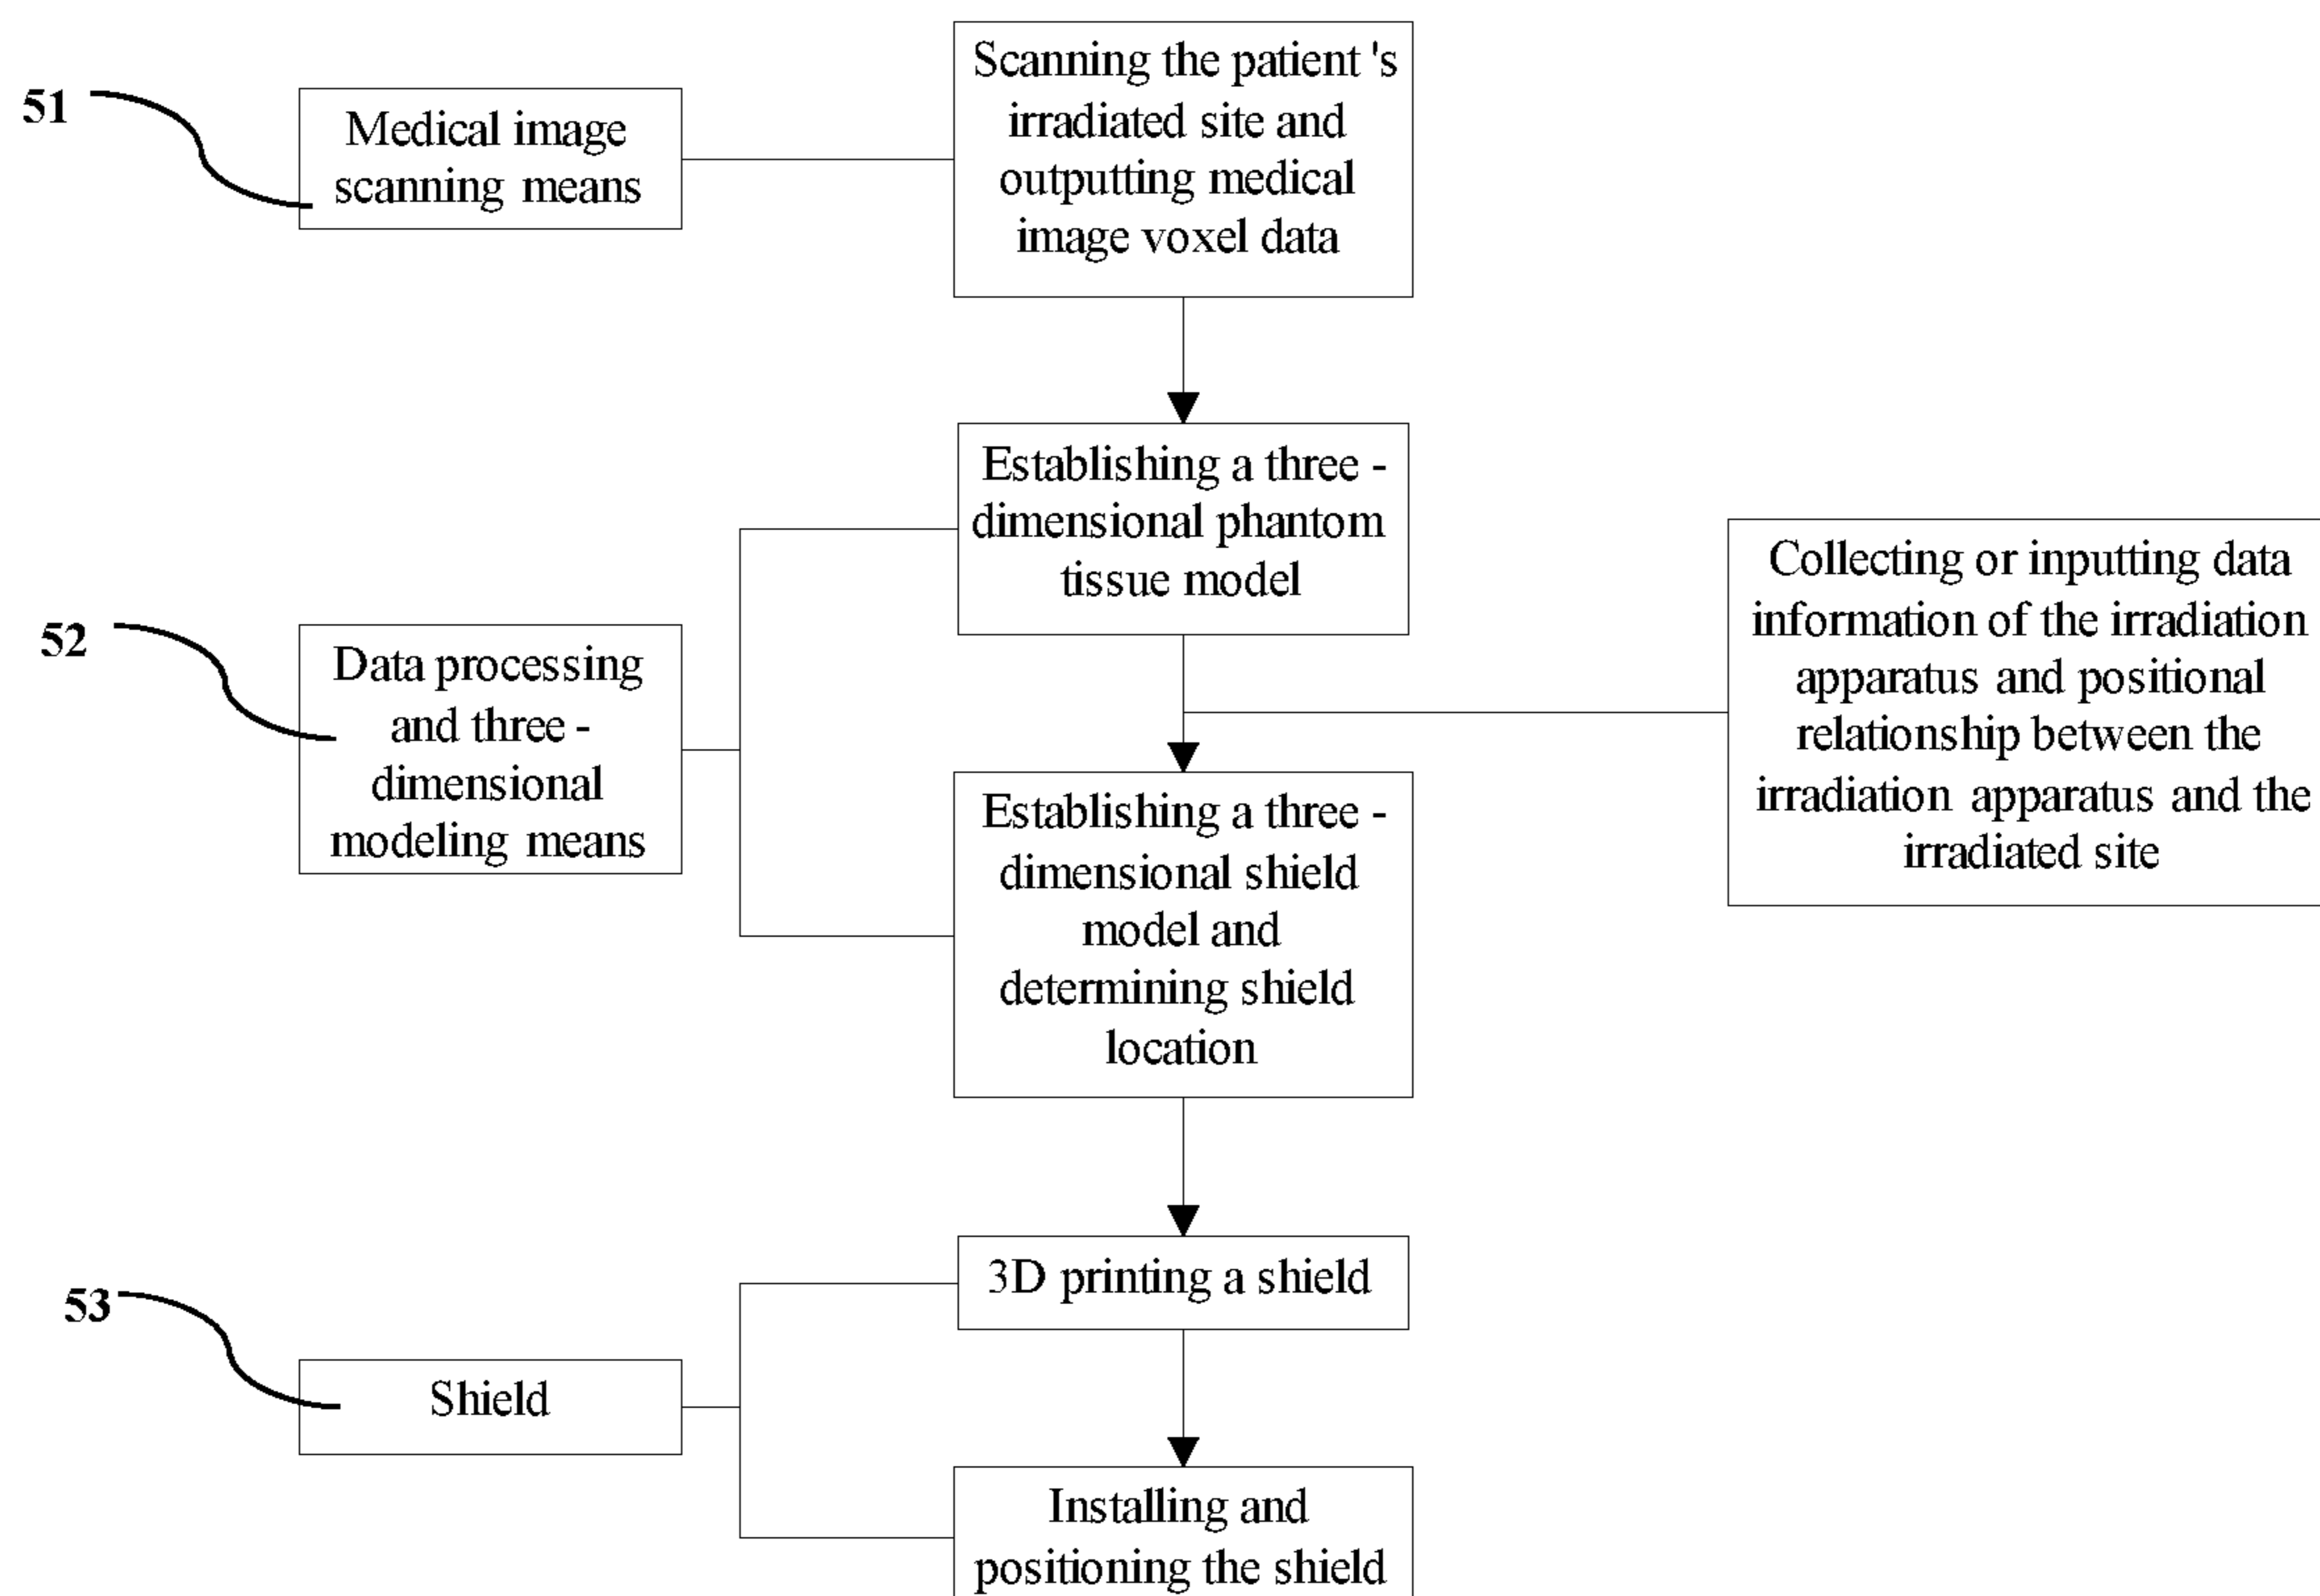 51
Medical image
scanning means
Scanning the patient 's
irradiated site and
outputting medical
image voxel data
Establishing a three -
dimensional phantom
tissue model
Collecting or inputting data
information of the irradiation
apparatus and positional
relationship between the
irradiation apparatus and the
irradiated site
52
Data processing
and three -
dimensional
modeling means
Establishing a three -
dimensional shield
model and
determining shield
location
53
Shield
3D printing a shield
Installing and
positioning the shield